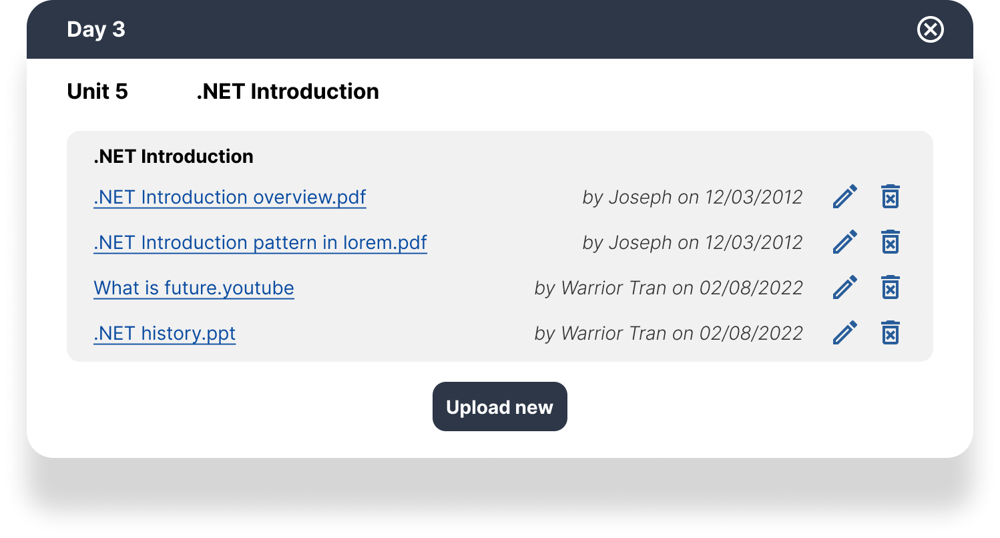 Day 3
Unit 5 .NET Introduction
.NET Introduction
.NET Introduction overview.pdf by Joseph on 12/03/2012
.NET Introduction pattern in lorem.pdf by Joseph on 12/03/2012
What is future.youtube by Warrior Tran on 02/08/2022
.NET history.ppt by Warrior Tran on 02/08/2022
Upload new